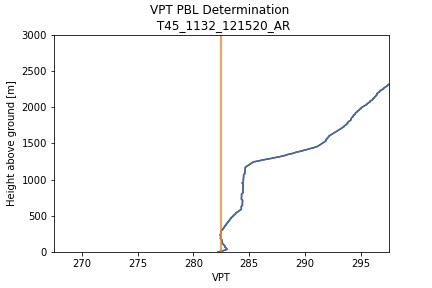 VPT PBL Determination
T45_1132_121520_AR
3000
2500
2000
1500
1000
500
0
Height above ground [m]
270 275 280 285 290 295
VPT